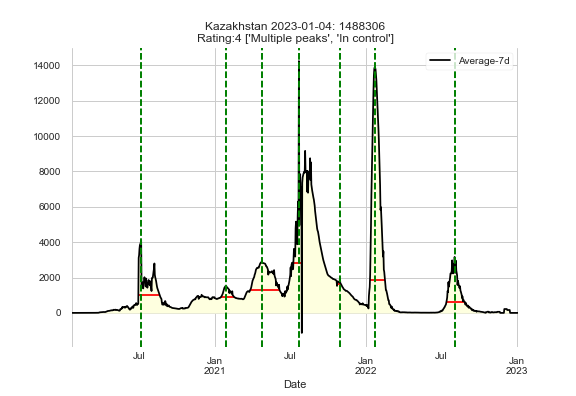 Kazakhstan 2023-01-04: 1488306
Rating:4 ['Multiple peaks', 'In control']
Average-7d
14000
12000
10000
8000
6000
4000
2000
0
Jul
Jan
2021
Jul
Jan
2022
Jul
Jan
2023
Date